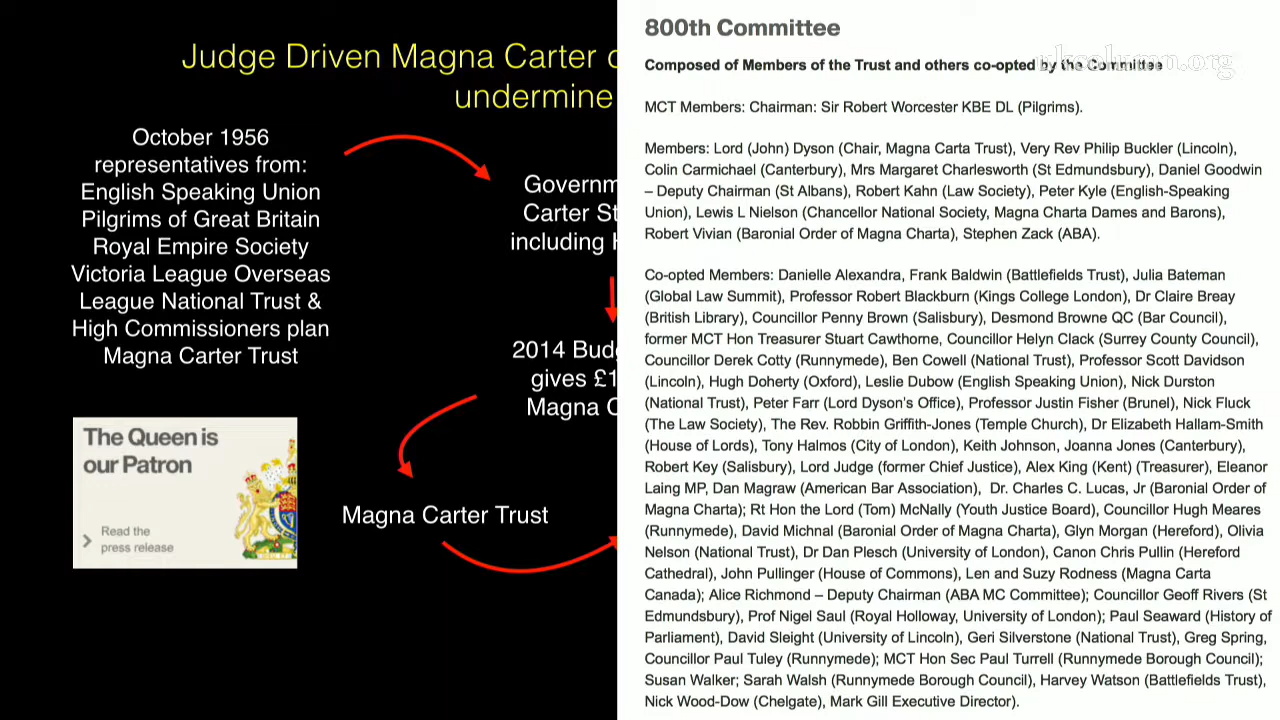 Judge Driven Magna Carter
undermine
October 1956
representatives from:
English Speaking Union
Pilgrims of Great Britain
Royal Empire Society
Victoria League Overseas
League National Trust &
High Commissioners plan
Magna Carter Trust
Governm
Carter St
including H
2014 Budg
gives £1
Magna C
The Queen is
our Patron
Read the
press release
Magna Carter Trust
800th Committee
ukcolumn.org
Composed of Members of the Trust and others co-opted by the Committee
MCT Members: Chairman: Sir Robert Worcester KBE DL (Pilgrims).
Members: Lord (John) Dyson (Chair, Magna Carta Trust), Very Rev Philip Buckler (Lincoln),
Colin Carmichael (Canterbury), Mrs Margaret Charlesworth (St Edmundsbury), Daniel Goodwin
– Deputy Chairman (St Albans), Robert Kahn (Law Society), Peter Kyle (English-Speaking
Union), Lewis L Nielson (Chancellor National Society, Magna Charta Dames and Barons),
Robert Vivian (Baronial Order of Magna Charta), Stephen Zack (ABA).
Co-opted Members: Danielle Alexandra, Frank Baldwin (Battlefields Trust), Julia Bateman
(Global Law Summit), Professor Robert Blackburn (Kings College London), Dr Claire Breay
(British Library), Councillor Penny Brown (Salisbury), Desmond Browne QC (Bar Council),
former MCT Hon Treasurer Stuart Cawthorne, Councillor Helyn Clack (Surrey County Council),
Councillor Derek Cotty (Runnymede), Ben Cowell (National Trust), Professor Scott Davidson
(Lincoln), Hugh Doherty (Oxford), Leslie Dubow (English Speaking Union), Nick Durston
(National Trust), Peter Farr (Lord Dyson's Office), Professor Justin Fisher (Brunel), Nick Fluck
(The Law Society), The Rev. Robbin Griffith-Jones (Temple Church), Dr Elizabeth Hallam-Smith
(House of Lords), Tony Halmos (City of London), Keith Johnson, Joanna Jones (Canterbury),
Robert Key (Salisbury), Lord Judge (former Chief Justice), Alex King (Kent) (Treasurer), Eleanor
Laing MP, Dan Magraw (American Bar Association), Dr. Charles C. Lucas, Jr (Baronial Order of
Magna Charta); Rt Hon the Lord (Tom) McNally (Youth Justice Board), Councillor Hugh Meares
(Runnymede), David Michnal (Baronial Order of Magna Charta), Glyn Morgan (Hereford), Olivia
Nelson (National Trust), Dr Dan Plesch (University of London), Canon Chris Pullin (Hereford
Cathedral), John Pullinger (House of Commons), Len and Suzy Rodness (Magna Carta
Canada); Alice Richmond – Deputy Chairman (ABA MC Committee); Councillor Geoff Rivers (St
Edmundsbury), Prof Nigel Saul (Royal Holloway, University of London); Paul Seaward (History of
Parliament), David Sleight (University of Lincoln), Geri Silverstone (National Trust), Greg Spring,
Councillor Paul Tuley (Runnymede); MCT Hon Sec Paul Turrell (Runnymede Borough Council);
Susan Walker; Sarah Walsh (Runnymede Borough Council), Harvey Watson (Battlefields Trust),
Nick Wood-Dow (Chelgate), Mark Gill Executive Director).